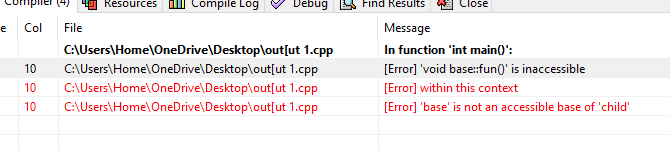 Compiler (4) Resources Compile Log Debug Find Results Close
Col File Message
C:\Users\Home\OneDrive\Desktop\out[ut 1.cpp In function 'int main()':
10 C:\Users\Home\OneDrive\Desktop\out[ut 1.cpp [Error] 'void base::fun()' is inaccessible
10 C:\Users\Home\OneDrive\Desktop\out[ut 1.cpp [Error] within this context
10 C:\Users\Home\OneDrive\Desktop\out[ut 1.cpp [Error] 'base' is not an accessible base of 'child'